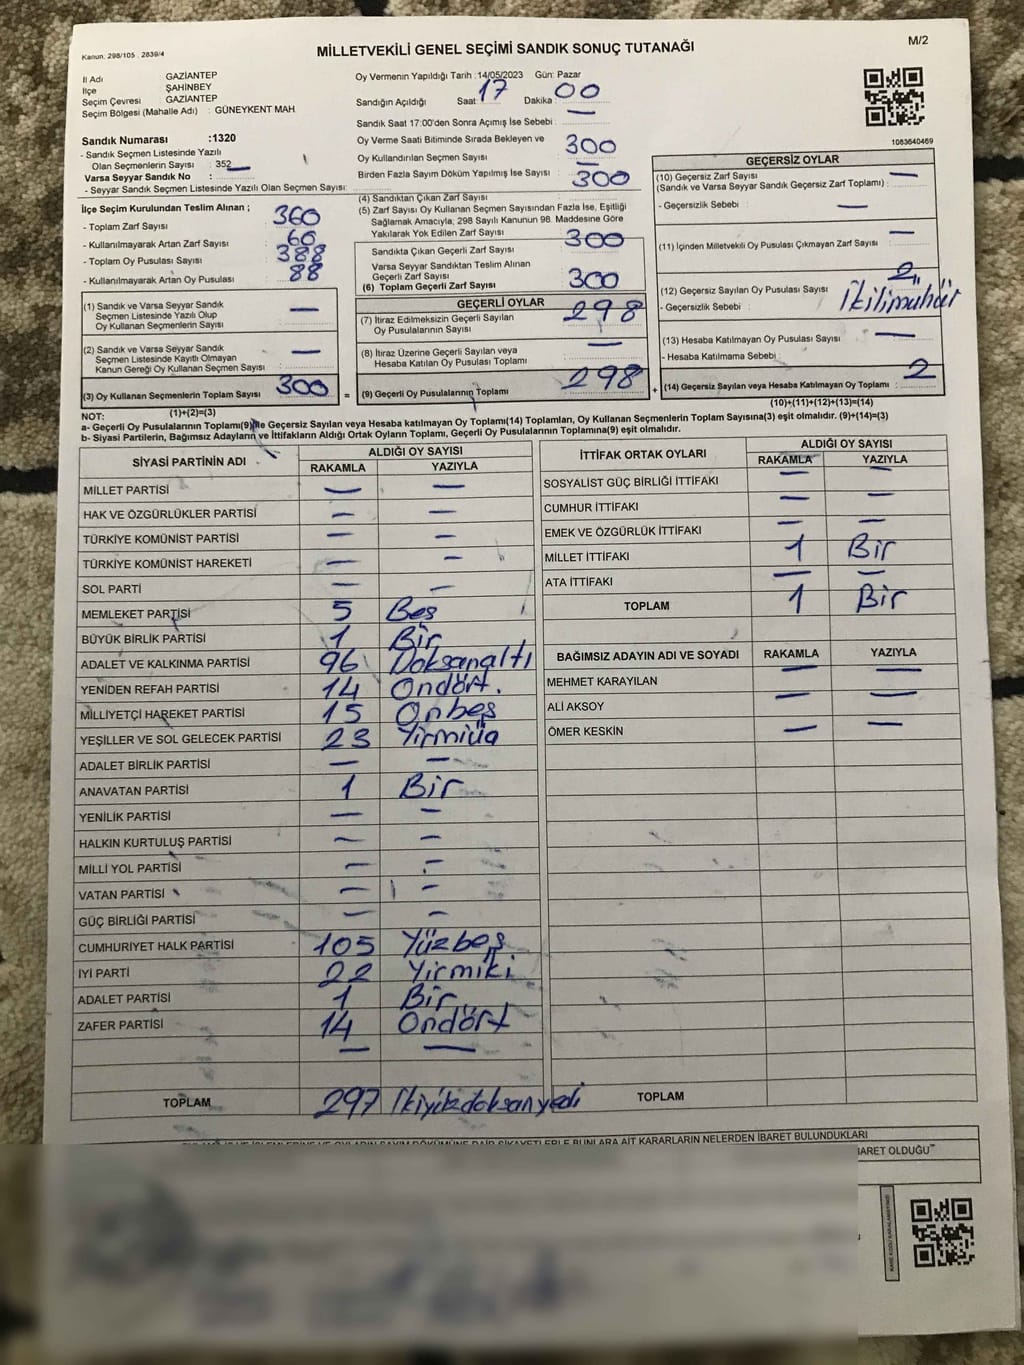 Kanun: 298/105 . 2839/4
MİLLETVEKİLİ GENEL SEÇİMİ SANDIK SONUÇ TUTANAĞI
M/2
İl Adı GAZİANTEP
İlçe ŞAHİNBEY
Seçim Çevresi GAZİANTEP
Seçim Bölgesi (Mahalle Adı) : GÜNEYKENT MAH
Sandık Numarası :1320
- Sandık Seçmen Listesinde Yazılı
Olan Seçmenlerin Sayısı : 352
Varsa Seyyar Sandık No :
- Seyyar Sandık Seçmen Listesinde Yazılı Olan Seçmen Sayısı:
Oy Vermenin Yapıldığı Tarih :14/05/2023 Gün: Pazar
Sandığın Açıldığı Saat : 17 Dakika : 00
Sandık Saat 17:00'den Sonra Açımış İse Sebebi : —
Oy Verme Saati Bitiminde Sırada Bekleyen ve
Oy Kullandırılan Seçmen Sayısı : 300
Birden Fazla Sayım Döküm Yapılmış İse Sayısı : —
(4) Sandıktan Çıkan Zarf Sayısı 300
(5) Zarf Sayısı Oy Kullanan Seçmen Sayısından Fazla İse, Eşitliği
Sağlamak Amacıyla, 298 Sayılı Kanunun 98. Maddesine Göre
Yakılarak Yok Edilen Zarf Sayısı
1083640469
İlçe Seçim Kurulundan Teslim Alınan ;
- Toplam Zarf Sayısı : 360
- Kullanılmayarak Artan Zarf Sayısı : 60
- Toplam Oy Pusulası Sayısı : 388
- Kullanılmayarak Artan Oy Pusulası : 88
(1) Sandık ve Varsa Seyyar Sandık
Seçmen Listesinde Yazılı Olup
Oy Kullanan Seçmenlerin Sayısı : —
(2) Sandık ve Varsa Seyyar Sandık
Seçmen Listesinde Kayıtlı Olmayan
Kanun Gereği Oy Kullanan Seçmen Sayısı : —
(3) Oy Kullanan Seçmenlerin Toplam Sayısı : 300
(1)+(2)=(3)
Sandıkta Çıkan Geçerli Zarf Sayısı : 300
Varsa Seyyar Sandıktan Teslim Alınan
Geçerli Zarf Sayısı
(6) Toplam Geçerli Zarf Sayısı : 300
GEÇERLİ OYLAR
(7) İtiraz Edilmeksizin Geçerli Sayılan
Oy Pusulalarının Sayısı : 298
(8) İtiraz Üzerine Geçerli Sayılan veya
Hesaba Katılan Oy Pusulası Toplamı : —
= (9) Geçerli Oy Pusulalarının Toplamı : 298 +
GEÇERSİZ OYLAR
(10) Geçersiz Zarf Sayısı
(Sandık ve Varsa Seyyar Sandık Geçersiz Zarf Toplamı) : —
- Geçersizlik Sebebi : —
(11) İçinden Milletvekili Oy Pusulası Çıkmayan Zarf Sayısı : —
(12) Geçersiz Sayılan Oy Pusulası Sayısı : 2
- Geçersizlik Sebebi : İkilimühür
(13) Hesaba Katılmayan Oy Pusulası Sayısı : —
- Hesaba Katılmama Sebebi :
(14) Geçersiz Sayılan veya Hesaba Katılmayan Oy Toplamı : 2
(10)+(11)+(12)+(13)=(14)
NOT:
a- Geçerli Oy Pusulalarının Toplamı(9) ile Geçersiz Sayılan veya Hesaba katılmayan Oy Toplamı(14) Toplamları, Oy Kullanan Seçmenlerin Toplam Sayısına(3) eşit olmalıdır. (9)+(14)=(3)
b- Siyasi Partilerin, Bağımsız Adayların ve İttifakların Aldığı Ortak Oyların Toplamı, Geçerli Oy Pusulalarının Toplamına(9) eşit olmalıdır.
SİYASİ PARTİNİN ADI ALDIĞI OY SAYISI
RAKAMLA YAZIYLA
MİLLET PARTİSİ — —
HAK VE ÖZGÜRLÜKLER PARTİSİ — —
TÜRKİYE KOMÜNİST PARTİSİ — —
TÜRKİYE KOMÜNİST HAREKETİ — —
SOL PARTİ — —
MEMLEKET PARTİSİ 5 Beş
BÜYÜK BİRLİK PARTİSİ 1 Bir
ADALET VE KALKINMA PARTİSİ 96 Doksanaltı
YENİDEN REFAH PARTİSİ 14 Ondört.
MİLLİYETÇİ HAREKET PARTİSİ 15 Onbeş
YEŞİLLER VE SOL GELECEK PARTİSİ 23 Yirmiüç
ADALET BİRLİK PARTİSİ — —
ANAVATAN PARTİSİ 1 Bir
YENİLİK PARTİSİ — —
HALKIN KURTULUŞ PARTİSİ — —
MİLLİ YOL PARTİSİ — —
VATAN PARTİSİ — —
GÜÇ BİRLİĞİ PARTİSİ — —
CUMHURİYET HALK PARTİSİ 105 Yüzbeş
İYİ PARTİ 22 Yirmiki
ADALET PARTİSİ 1 Bir
ZAFER PARTİSİ 14 Ondört
— —
TOPLAM 297 İkiyüzdoksanyedi
İTTİFAK ORTAK OYLARI ALDIĞI OY SAYISI
RAKAMLA YAZIYLA
SOSYALİST GÜÇ BİRLİĞİ İTTİFAKI — —
CUMHUR İTTİFAKI — —
EMEK VE ÖZGÜRLÜK İTTİFAKI — —
MİLLET İTTİFAKI 1 Bir
ATA İTTİFAKI — —
TOPLAM 1 Bir
BAĞIMSIZ ADAYIN ADI VE SOYADI RAKAMLA YAZIYLA
MEHMET KARAYILAN — —
ALİ AKSOY — —
ÖMER KESKİN — —
TOPLAM
OYLARIN SAYIM DÖKÜMÜNE DAİR ŞİKAYETLERLE BUNLARA AİT KARARLARIN NELERDEN İBARET BULUNDUKLARI
İBARET OLDUĞU